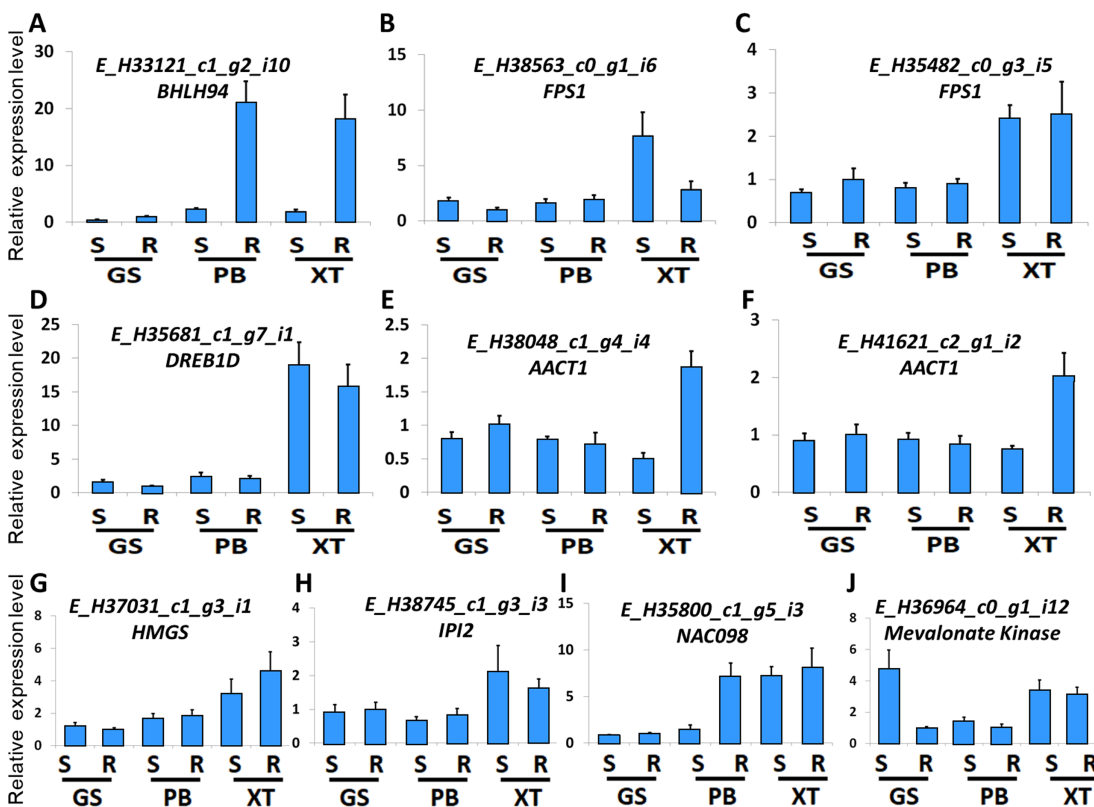 A
Relative expression level
30
20
10
0
E_H33121_c1_g2_i10
BHLH94
S R S R S R
GS PB XT
B
15
10
5
0
E_H38563_c0_g1_i6
FPS1
S R S R S R
GS PB XT
C
4
3
2
1
0
E_H35482_c0_g3_i5
FPS1
S R S R S R
GS PB XT
D
Relative expression level
25
20
15
10
5
0
E_H35681_c1_g7_i1
DREB1D
S R S R S R
GS PB XT
E
2.5
2
1.5
1
0.5
0
E_H38048_c1_g4_i4
AACT1
S R S R S R
GS PB XT
F
3
2
1
0
E_H41621_c2_g1_i2
AACT1
S R S R S R
GS PB XT
G
Relative expression level
8
6
4
2
0
E_H37031_c1_g3_i1
HMGS
S R S R S R
GS PB XT
H
4
3
2
1
0
E_H38745_c1_g3_i3
IPI2
S R S R S R
GS PB XT
I
15
10
5
0
E_H35800_c1_g5_i3
NAC098
S R S R S R
GS PB XT
J
8
6
4
2
0
E_H36964_c0_g1_i12
Mevalonate Kinase
S R S R S R
GS PB XT